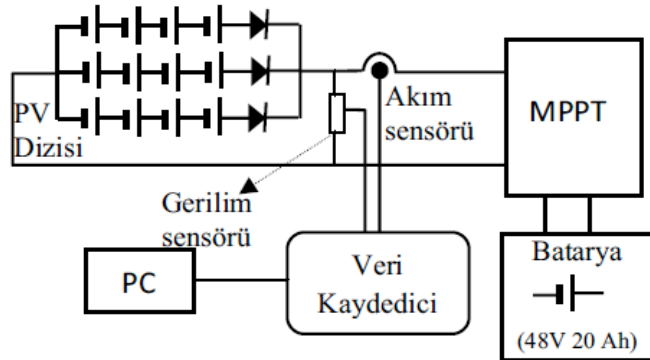 PV
Dizisi
Akım
sensörü
MPPT
Gerilim
sensörü
PC
Veri
Kaydedici
Batarya
(48V 20 Ah)